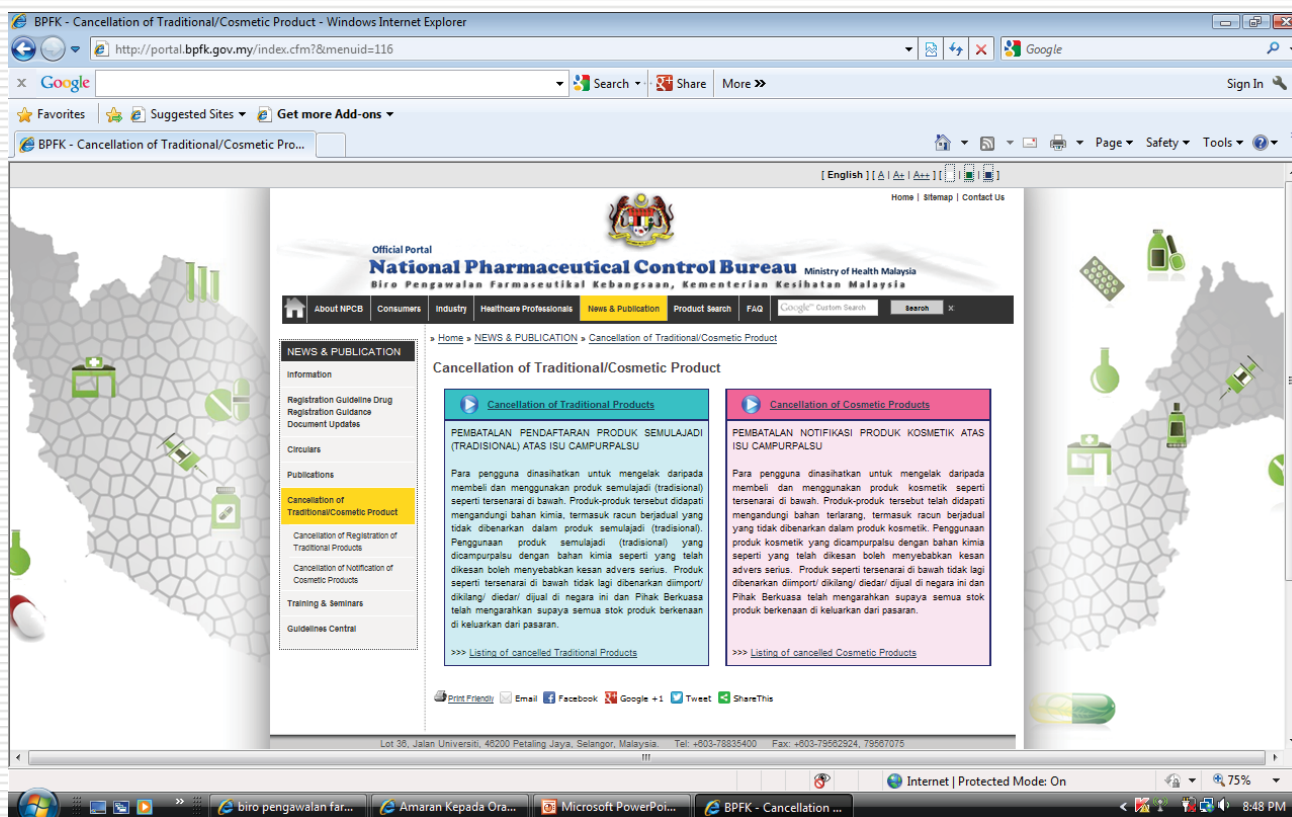 BPFK - Cancellation of Traditional/Cosmetic Product - Windows Internet Explorer
http://portal.bpfk.gov.my/index.cfm?&menuid=116
Google
x Google
Search
Share
More »
Sign In
Favorites
Suggested Sites
Get more Add-ons
BPFK - Cancellation of Traditional/Cosmetic Pro...
Page
Safety
Tools
[ English ] [ A | A+ | A++ ] [ | | ]
Home | Sitemap | Contact Us
Official Portal
National Pharmaceutical Control Bureau Ministry of Health Malaysia
Biro Pengawalan Farmaseutikal Kebangsaan, Kementerian Kesihatan Malaysia
About NPCB
Consumers
Industry
Healthcare Professionals
News & Publication
Product Search
FAQ
Google™ Custom Search
Search
x
» Home » NEWS & PUBLICATION » Cancellation of Traditional/Cosmetic Product
NEWS & PUBLICATION
Information
Registration Guideline Drug
Registration Guidance
Document Updates
Circulars
Publications
Cancellation of
Traditional/Cosmetic Product
Cancellation of Registration of
Traditional Products
Cancellation of Notification of
Cosmetic Products
Training & Seminars
Guidelines Central
Cancellation of Traditional/Cosmetic Product
Cancellation of Traditional Products
PEMBATALAN PENDAFTARAN PRODUK SEMULAJADI
(TRADISIONAL) ATAS ISU CAMPURPALSU
Para pengguna dinasihatkan untuk mengelak daripada
membeli dan menggunakan produk semulajadi (tradisional)
seperti tersenarai di bawah. Produk-produk tersebut didapati
mengandungi bahan kimia, termasuk racun berjadual yang
tidak dibenarkan dalam produk semulajadi (tradisional).
Penggunaan produk semulajadi (tradisional) yang
dicampurpalsu dengan bahan kimia seperti yang telah
dikesan boleh menyebabkan kesan advers serius. Produk
seperti tersenarai di bawah tidak lagi dibenarkan diimport/
dikilang/ diedar/ dijual di negara ini dan Pihak Berkuasa
telah mengarahkan supaya semua stok produk berkenaan
di keluarkan dari pasaran.
>>> Listing of cancelled Traditional Products
Cancellation of Cosmetic Products
PEMBATALAN NOTIFIKASI PRODUK KOSMETIK ATAS
ISU CAMPURPALSU
Para pengguna dinasihatkan untuk mengelak daripada
membeli dan menggunakan produk kosmetik seperti
tersenarai di bawah. Produk-produk tersebut telah didapati
mengandungi bahan terlarang, termasuk racun berjadual
yang tidak dibenarkan dalam produk kosmetik. Penggunaan
produk kosmetik yang dicampurpalsu dengan bahan kimia
seperti yang telah dikesan boleh menyebabkan kesan
advers serius. Produk seperti tersenarai di bawah tidak lagi
dibenarkan diimport/ dikilang/ diedar/ dijual di negara ini dan
Pihak Berkuasa telah mengarahkan supaya semua stok
produk berkenaan di keluarkan dari pasaran.
>>> Listing of cancelled Cosmetic Products
Print Friendly
Email
Facebook
Google +1
Tweet
ShareThis
Lot 36, Jalan Universiti, 46200 Petaling Jaya, Selangor, Malaysia. Tel: +603-78835400 Fax: +603-79562924, 79567075
Internet | Protected Mode: On
75%
biro pengawalan far...
Amaran Kepada Ora...
Microsoft PowerPoi...
BPFK - Cancellation ...
8:48 PM